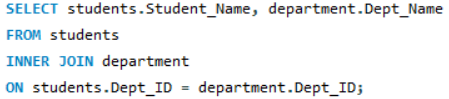 SELECT students.Student_Name, department.Dept_Name
FROM students
INNER JOIN department
ON students.Dept_ID = department.Dept_ID;